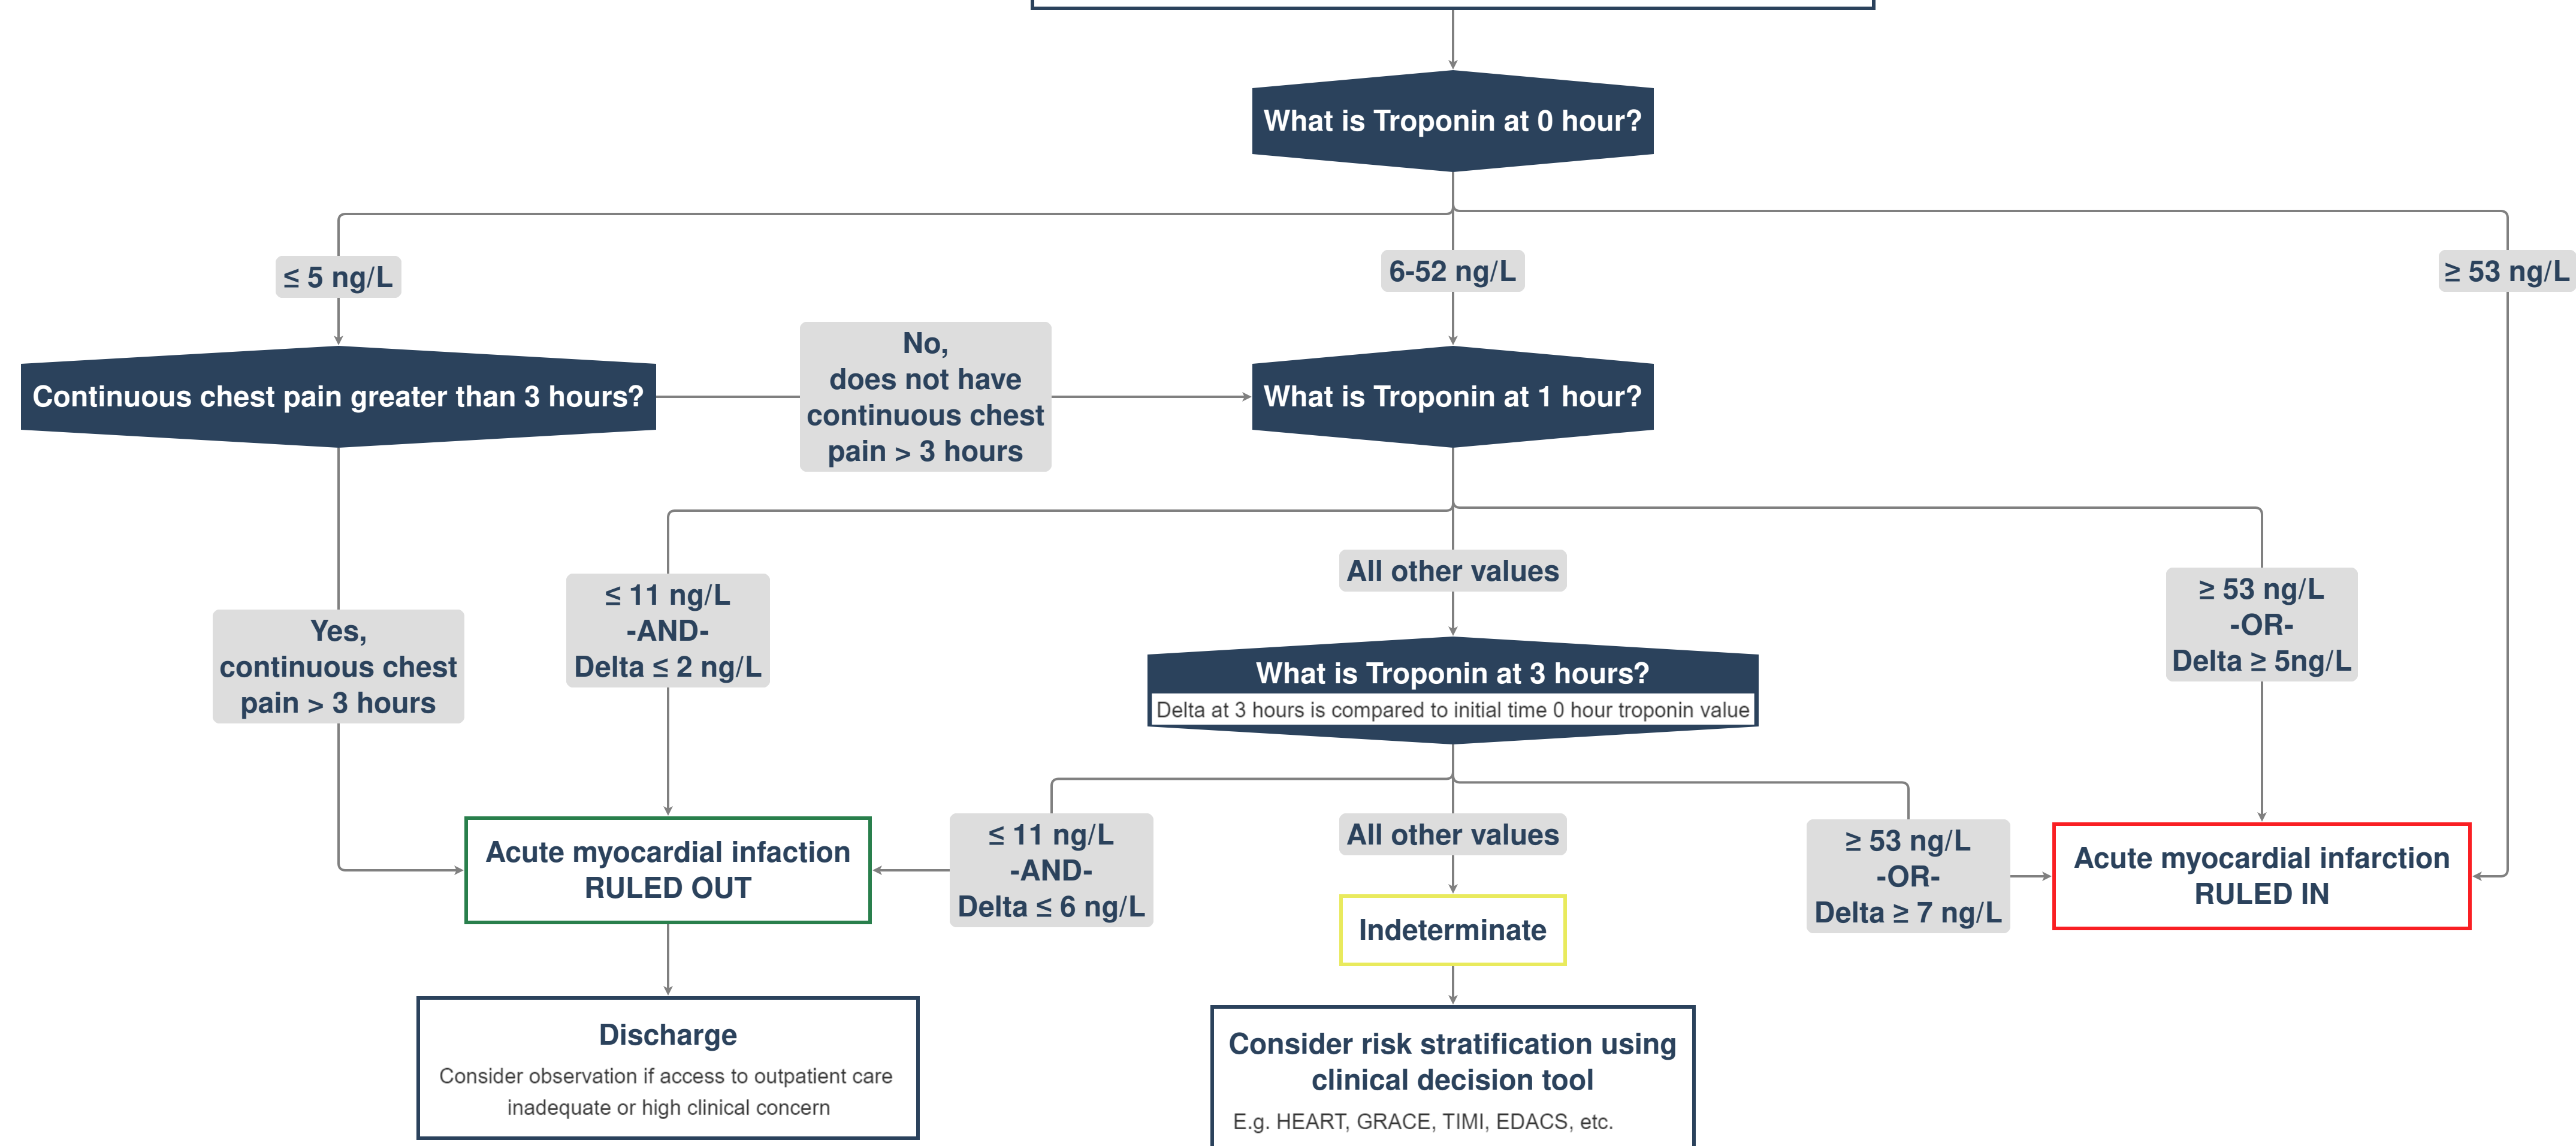 What is Troponin at 0 hour?
≤ 5 ng/L
6-52 ng/L
≥ 53 ng/L
Continuous chest pain greater than 3 hours?
No,
does not have
continuous chest
pain > 3 hours
What is Troponin at 1 hour?
Yes,
continuous chest
pain > 3 hours
≤ 11 ng/L
-AND-
Delta ≤ 2 ng/L
All other values
≥ 53 ng/L
-OR-
Delta ≥ 5ng/L
What is Troponin at 3 hours?
Delta at 3 hours is compared to initial time 0 hour troponin value
Acute myocardial infaction
RULED OUT
≤ 11 ng/L
-AND-
Delta ≤ 6 ng/L
All other values
≥ 53 ng/L
-OR-
Delta ≥ 7 ng/L
Acute myocardial infarction
RULED IN
Indeterminate
Discharge
Consider observation if access to outpatient care
inadequate or high clinical concern
Consider risk stratification using
clinical decision tool
E.g. HEART, GRACE, TIMI, EDACS, etc.